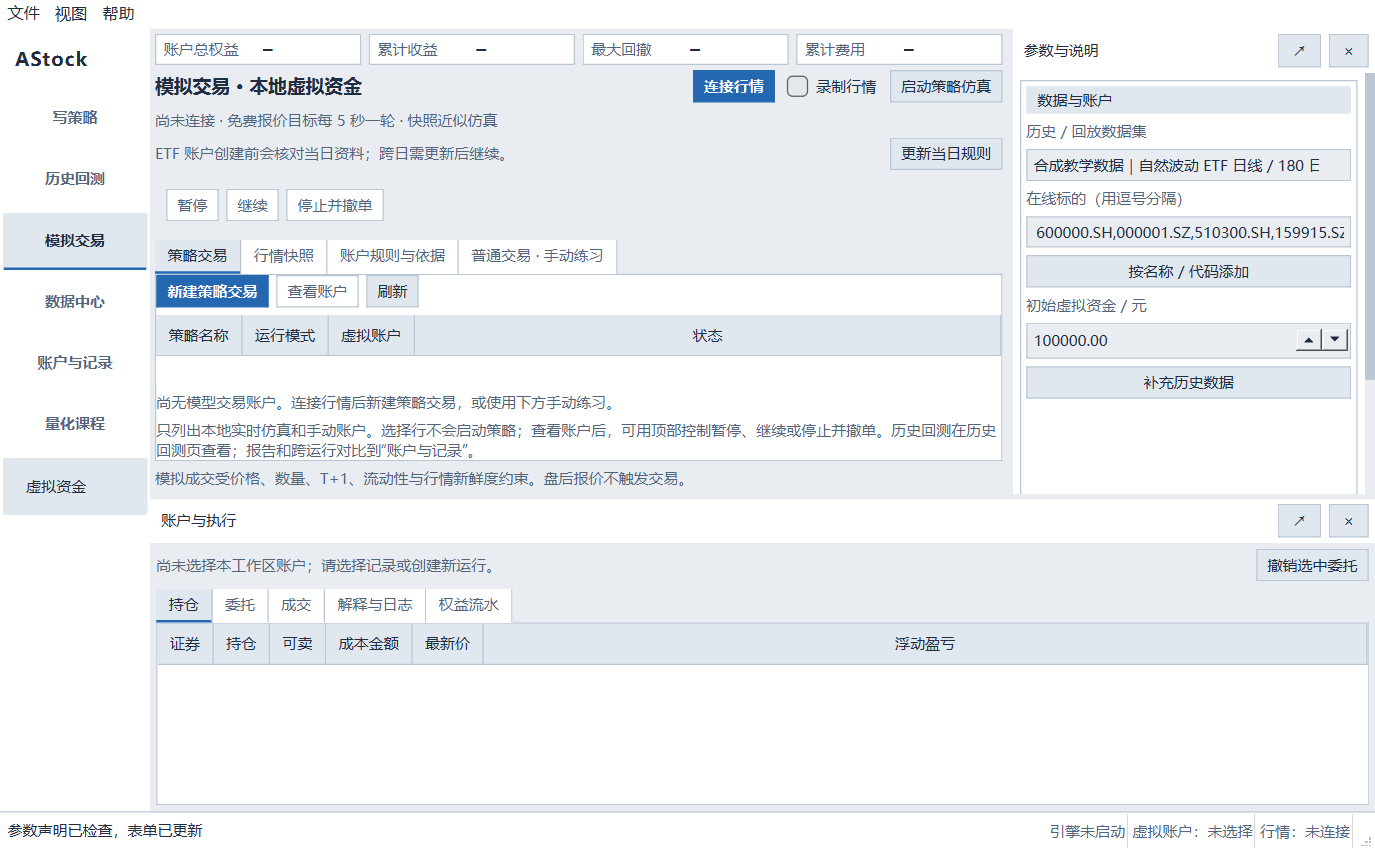 文件 视图 帮助
AStock
写策略
历史回测
模拟交易
数据中心
账户与记录
量化课程
虚拟资金
账户总权益 –
累计收益 –
最大回撤 –
累计费用 –
模拟交易·本地虚拟资金
连接行情
录制行情
启动策略仿真
尚未连接 · 免费报价目标每 5 秒一轮 · 快照近似仿真
ETF 账户创建前会核对当日资料；跨日需更新后继续。
更新当日规则
暂停 继续 停止并撤单
策略交易 行情快照 账户规则与依据 普通交易 · 手动练习
新建策略交易 查看账户 刷新
策略名称 运行模式 虚拟账户 状态
尚无模型交易账户。连接行情后新建策略交易，或使用下方手动练习。
只列出本地实时仿真和手动账户。选择行不会启动策略；查看账户后，可用顶部控制暂停、继续或停止并撤单。历史回测在历史
回测页查看；报告和跨运行对比到“账户与记录”。
模拟成交受价格、数量、T+1、流动性与行情新鲜度约束。盘后报价不触发交易。
参数与说明
数据与账户
历史 / 回放数据集
合成教学数据 | 自然波动 ETF 日线 / 180 日
在线标的（用逗号分隔）
600000.SH,000001.SZ,510300.SH,159915.SZ
按名称 / 代码添加
初始虚拟资金 / 元
100000.00
补充历史数据
账户与执行
尚未选择本工作区账户；请选择记录或创建新运行。
撤销选中委托
持仓 委托 成交 解释与日志 权益流水
证券 持仓 可卖 成本金额 最新价 浮动盈亏
参数声明已检查，表单已更新
引擎未启动 虚拟账户：未选择 行情：未连接